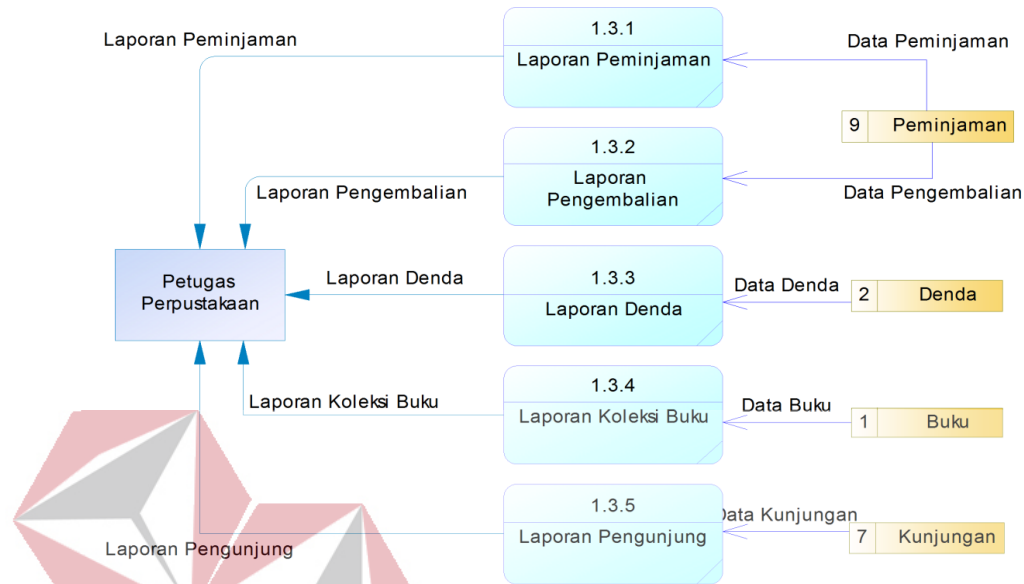 Laporan Peminjaman
1.3.1
Laporan Peminjaman
Data Peminjaman
9 Peminjaman
1.3.2
Laporan
Pengembalian
Laporan Pengembalian
Data Pengembalian
Petugas
Perpustakaan
Laporan Denda
1.3.3
Laporan Denda
Data Denda
2 Denda
Laporan Koleksi Buku
1.3.4
Laporan Koleksi Buku
Data Buku
1 Buku
Laporan Pengunjung
1.3.5
Laporan Pengunjung
Data Kunjungan
7 Kunjungan